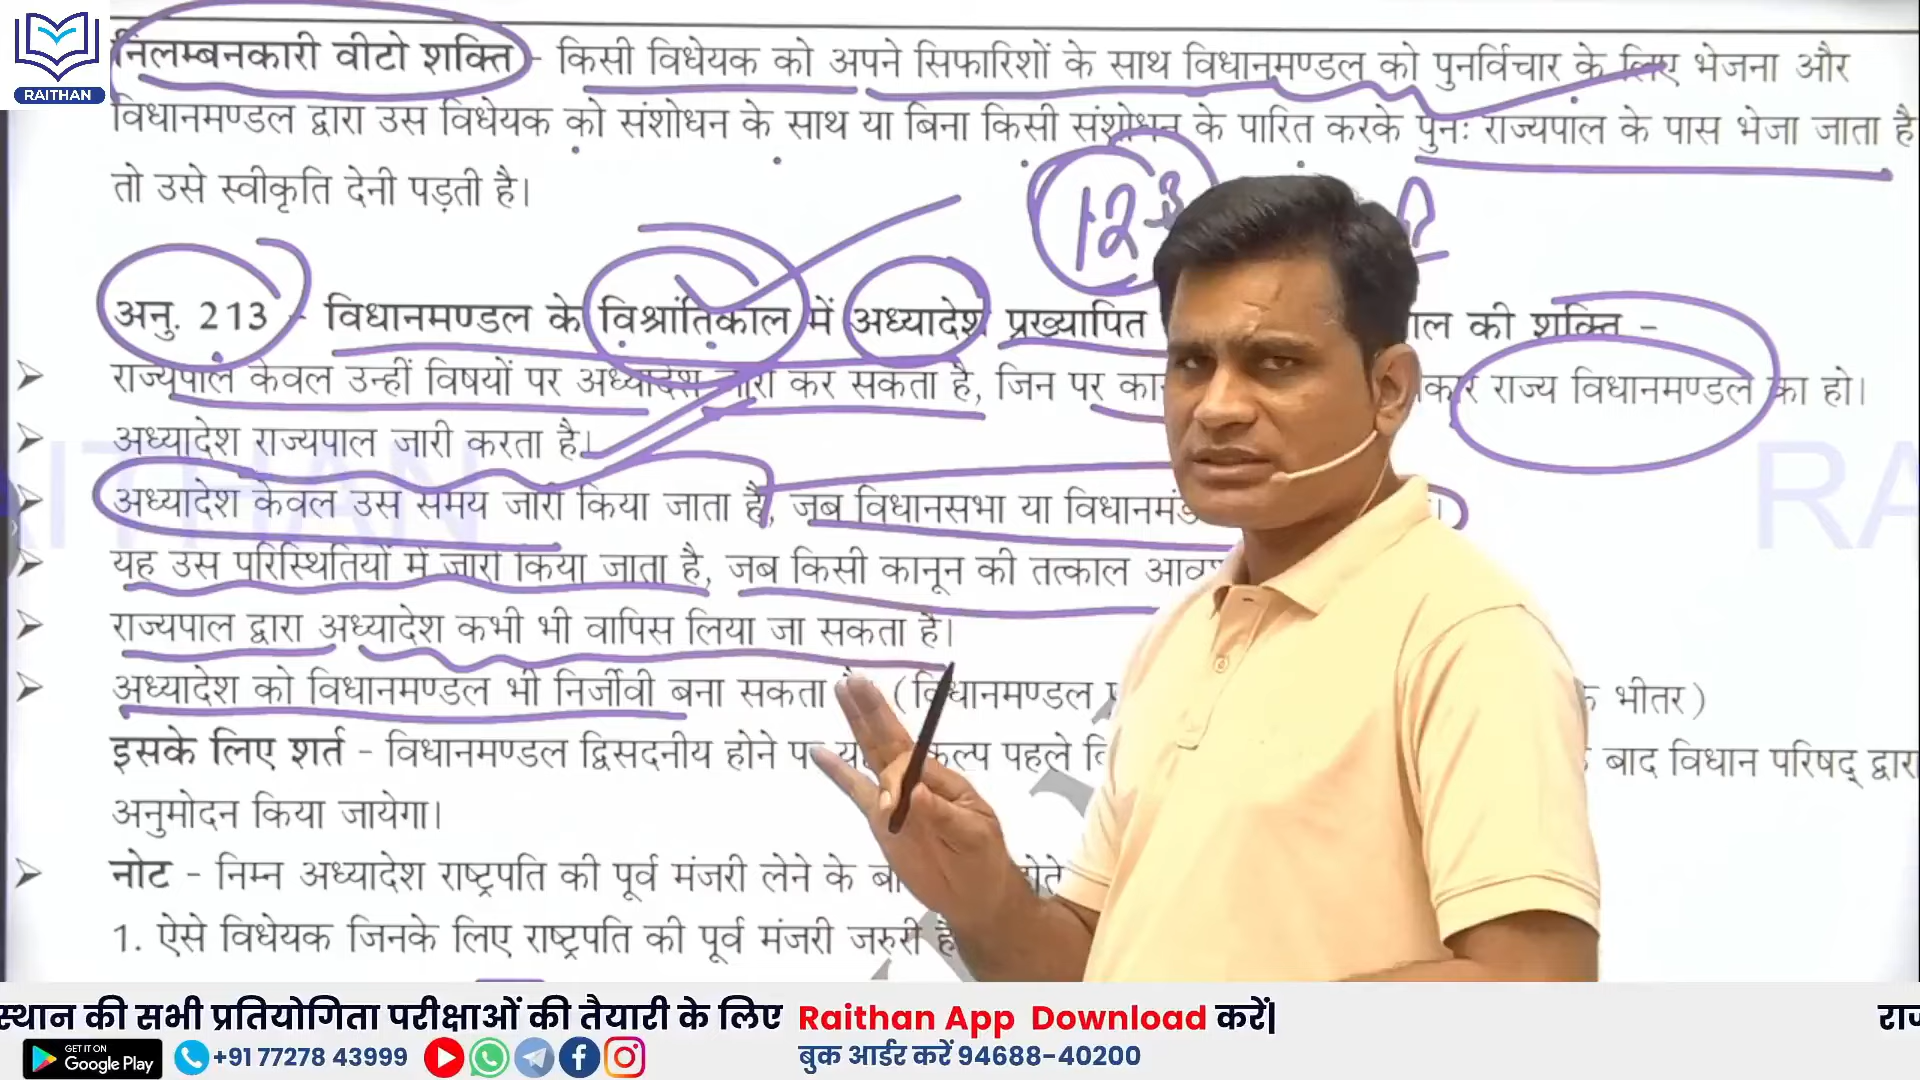 RAITHAN
निलम्बनकारी वीटो शक्ति - किसी विधेयक को अपने सिफारिशों के साथ विधानमण्डल को पुनर्विचार के लिए भेजना और
विधानमण्डल द्वारा उस विधेयक को संशोधन के साथ या बिना किसी संशोधन के पारित करके पुनः राज्यपाल के पास भेजा जाता है
तो उसे स्वीकृति देनी पड़ती है।
123
अनु. 213 - विधानमण्डल के विश्रांतिकाल में अध्यादेश प्रख्यापित की शक्ति -
➤ राज्यपाल केवल उन्हीं विषयों पर अध्यादेश जारी कर सकता है, जिन पर राज्य विधानमण्डल का हो।
➤ अध्यादेश राज्यपाल जारी करता है।
➤ अध्यादेश केवल उस समय जारी किया जाता है, जब विधानसभा या
➤ यह उस परिस्थितियों में जारी किया जाता है, जब किसी कानून की तत्काल
➤ राज्यपाल द्वारा अध्यादेश कभी भी वापिस लिया जा सकता है।
➤ अध्यादेश को विधानमण्डल भी निर्जीवी बना सकता (विधानमण्डल भीतर)
इसके लिए शर्त - विधानमण्डल द्विसदनीय होने पहले बाद विधान परिषद् द्वारा
अनुमोदन किया जायेगा।
➤ नोट - निम्न अध्यादेश राष्ट्रपति की पूर्व मंजरी लेने के
1. ऐसे विधेयक जिनके लिए राष्ट्रपति की पूर्व मंजरी जरुरी है
स्थान की सभी प्रतियोगिता परीक्षाओं की तैयारी के लिए Raithan App Download करें|
GET IT ON Google Play +91 77278 43999 बुक आर्डर करें 94688-40200